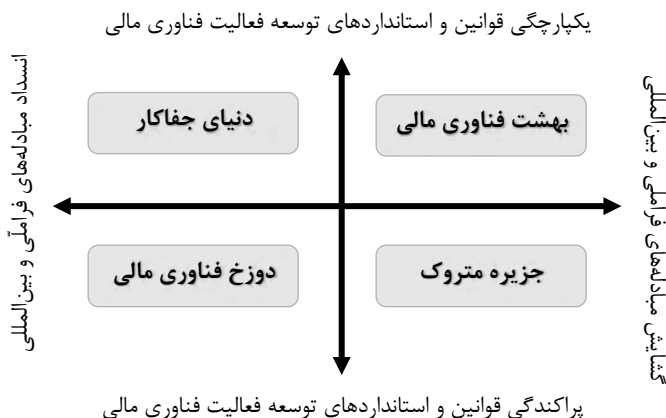 یکپارچگی قوانین و استانداردهای توسعه فعالیت فناوری مالی
گشایش مبادله‌های فراملی و بین‌المللی
بهشت فناوری مالی
دنیای جفاکار
انسداد مبادله‌های فراملّی و بین‌المللی
جزیره متروک
دوزخ فناوری مالی
پراکندگی قوانین و استانداردهای توسعه فعالیت فناوری مالی